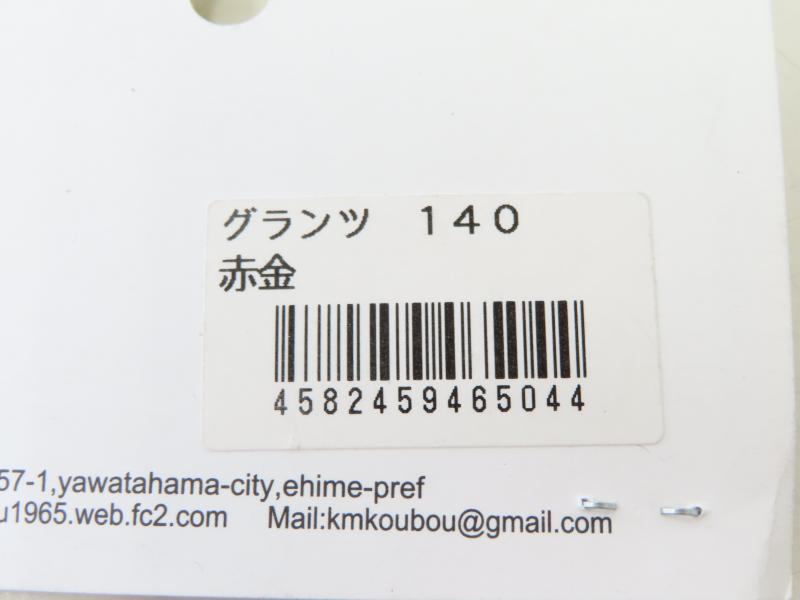 グランツ　１４０
赤金
4582459465044
57-1,yawatahama-city,ehime-pref
u1965.web.fc2.com Mail:kmkoubou@gmail.com